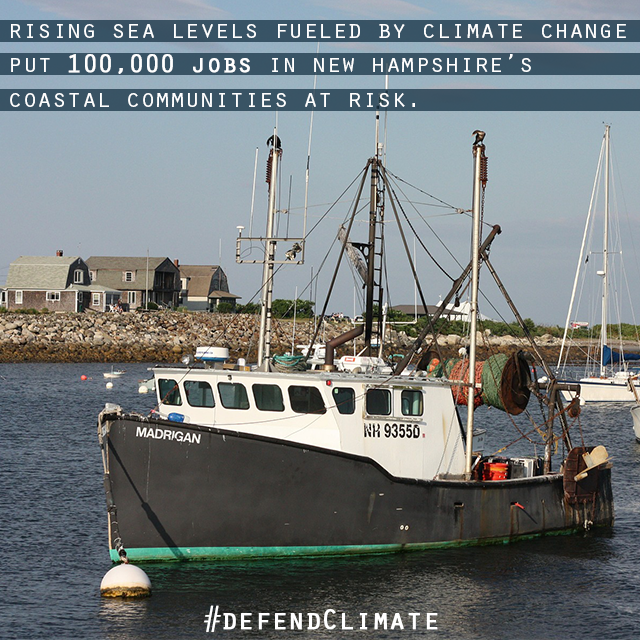 RISING SEA LEVELS FUELED BY CLIMATE CHANGE
PUT 100,000 JOBS IN NEW HAMPSHIRE'S
COASTAL COMMUNITIES AT RISK.
MADRIGAN
NH 9355D
#DEFENDCLIMATE